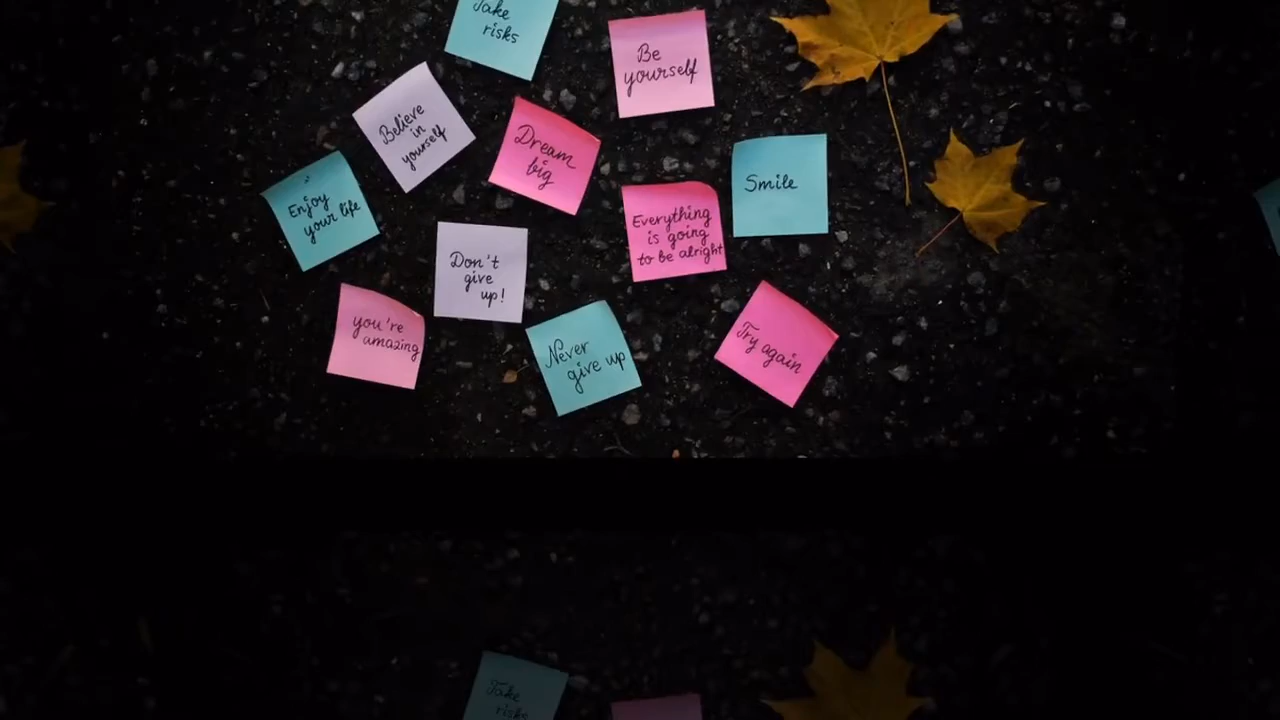 Take
risks
Be
yourself
Believe
in
yourself
Dream
big
Smile
Enjoy
your life
Everything
is going
to be alright
Don't
give
up!
you're
amazing
Never
give up
Try again
Take
risks